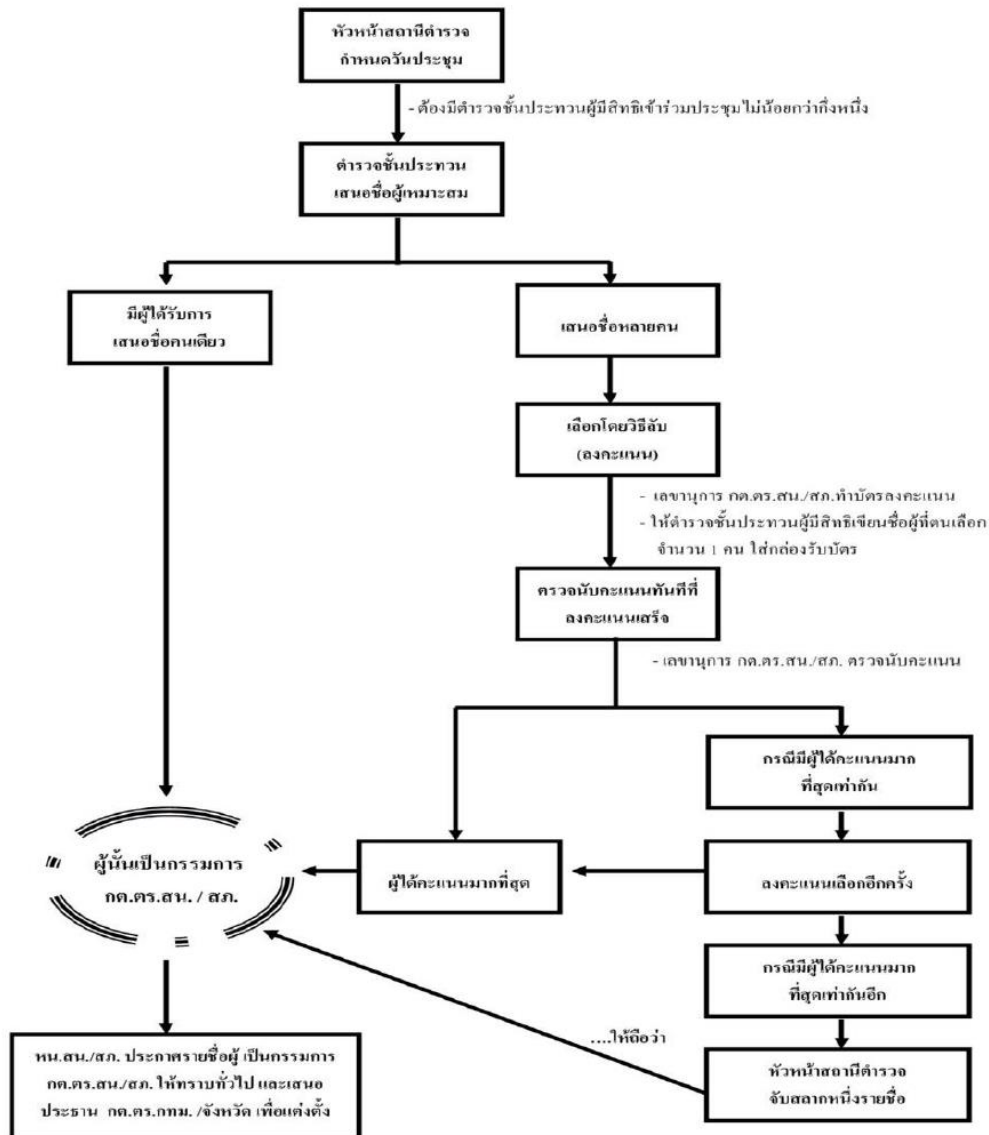 หัวหน้าสถานีตำรวจ
กำหนดวันประชุม
- ต้องมีตำรวจชั้นประทวนผู้มีสิทธิเข้าร่วมประชุมไม่น้อยกว่ากึ่งหนึ่ง
ตำรวจชั้นประทวน
เสนอชื่อผู้เหมาะสม
มีผู้ได้รับการ
เสนอชื่อคนเดียว
เสนอชื่อหลายคน
เลือกโดยวิธีลับ
(ลงคะแนน)
- เลขานุการ กต.ตร.สน./สภ.ทำบัตรลงคะแนน
- ให้ตำรวจชั้นประทวนผู้มีสิทธิเขียนชื่อผู้ที่ตนเลือก
จำนวน 1 คน ใส่กล่องรับบัตร
ตรวจนับคะแนนทันทีที่
ลงคะแนนเสร็จ
- เลขานุการ กต.ตร.สน./สภ. ตรวจนับคะแนน
กรณีมีผู้ได้คะแนนมาก
ที่สุดเท่ากัน
ผู้นั้นเป็นกรรมการ
กต.ตร.สน. / สภ.
ผู้ได้คะแนนมากที่สุด
ลงคะแนนเลือกอีกครั้ง
กรณีมีผู้ได้คะแนนมาก
ที่สุดเท่ากันอีก
....ให้ถือว่า
หัวหน้าสถานีตำรวจ
จับสลากหนึ่งรายชื่อ
หน.สน./สภ. ประกาศรายชื่อผู้ เป็นกรรมการ
กต.ตร.สน./สภ. ให้ทราบทั่วไป และเสนอ
ประธาน กต.ตร.กทม. /จังหวัด เพื่อแต่งตั้ง